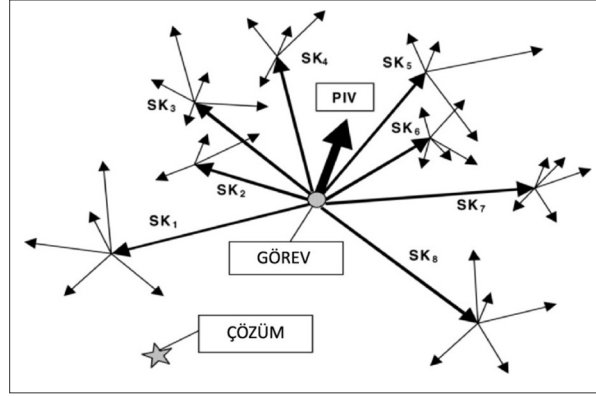 SK₄
SK₅
PIV
SK₃
SK₆
SK₂
SK₇
SK₁
GÖREV
SK₈
ÇÖZÜM